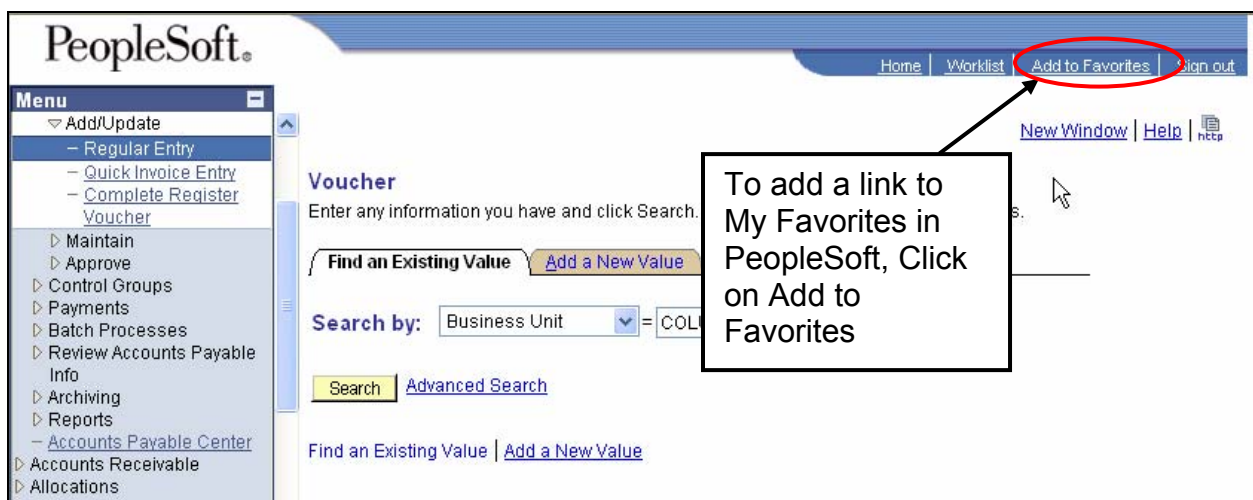 PeopleSoft®
Home | Worklist | Add to Favorites | Sign out
Menu
Add/Update
– Regular Entry
– Quick Invoice Entry
– Complete Register
Voucher
Maintain
Approve
Control Groups
Payments
Batch Processes
Review Accounts Payable
Info
Archiving
Reports
– Accounts Payable Center
Accounts Receivable
Allocations
New Window | Help | http
Voucher
Enter any information you have and click Search.
Find an Existing Value
Add a New Value
Search by: Business Unit =
Search Advanced Search
Find an Existing Value | Add a New Value
To add a link to
My Favorites in
PeopleSoft, Click
on Add to
Favorites